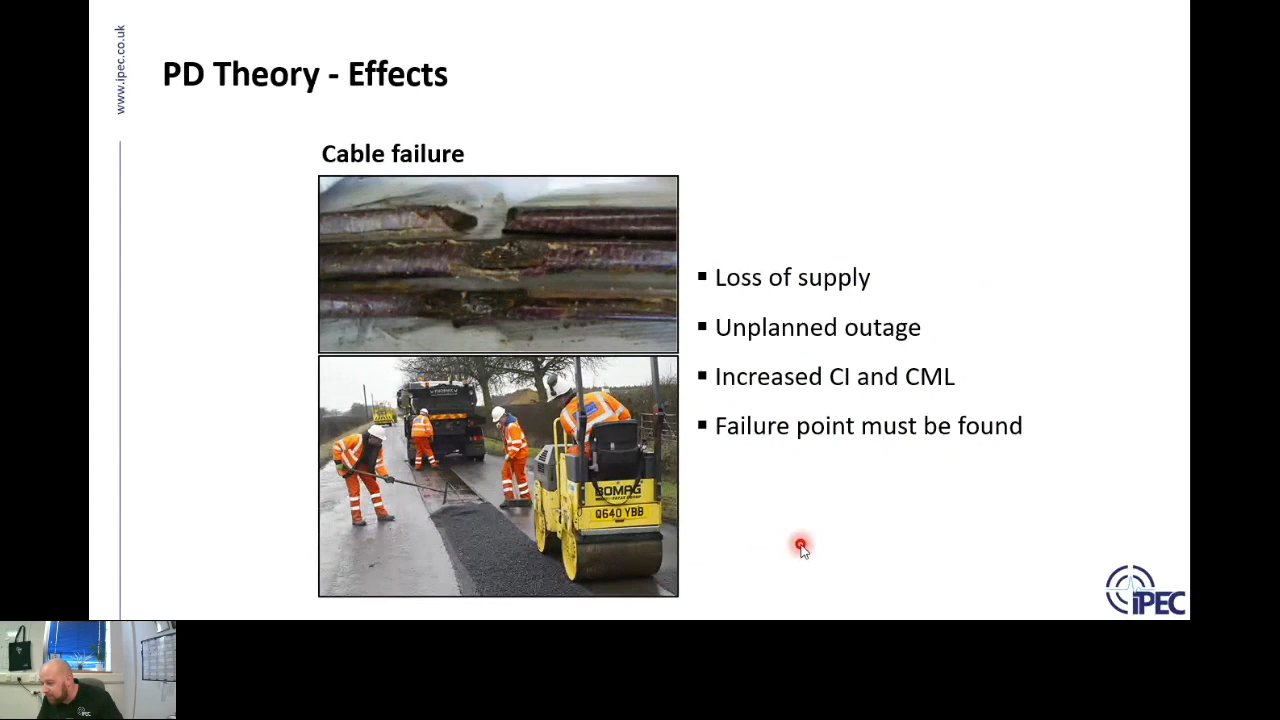 www.ipec.co.uk
PD Theory - Effects
Cable failure
▪ Loss of supply
▪ Unplanned outage
▪ Increased CI and CML
▪ Failure point must be found
BOMAG
Q640 YBB
iPEC
iPEC